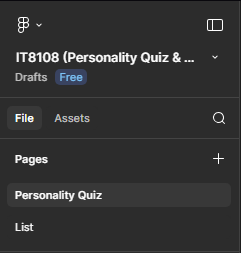 IT8108 (Personality Quiz & ...
Drafts Free
File Assets
Pages
Personality Quiz
List